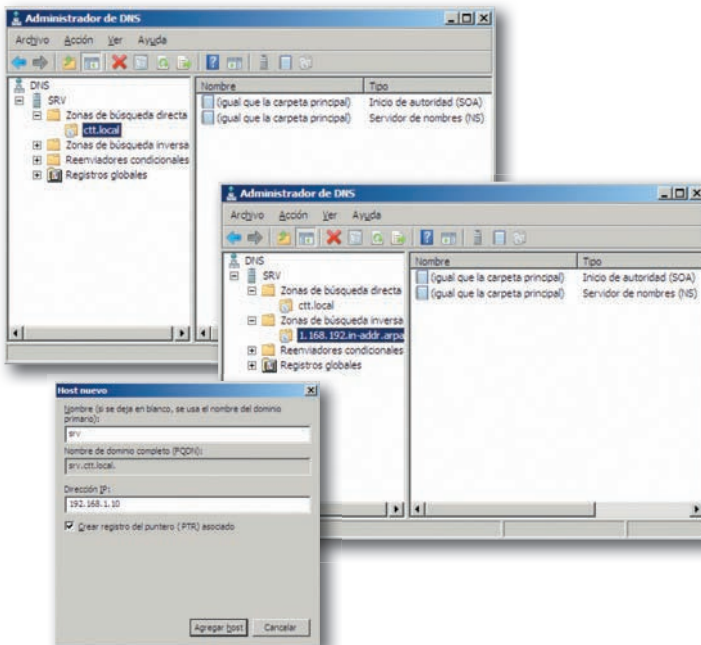 Administrador de DNS
Archivo Acción Ver Ayuda
DNS
SRV
Zonas de búsqueda directa
ctt.local
Zonas de búsqueda inversa
Reenviadores condicionales
Registros globales
Nombre Tipo
(igual que la carpeta principal) Inicio de autoridad (SOA)
(igual que la carpeta principal) Servidor de nombres (NS)
Administrador de DNS
Archivo Acción Ver Ayuda
DNS
SRV
Zonas de búsqueda directa
ctt.local
Zonas de búsqueda inversa
1.168.192.in-addr.arpa
Reenviadores condicionales
Registros globales
Nombre Tipo
(igual que la carpeta principal) Inicio de autoridad (SOA)
(igual que la carpeta principal) Servidor de nombres (NS)
Host nuevo
Nombre (si se deja en blanco, se usa el nombre del dominio
primario):
srv
Nombre de dominio completo (FQDN):
srv.ctt.local.
Dirección IP:
192.168.1.10
Crear registro del puntero (PTR) asociado
Agregar host Cancelar